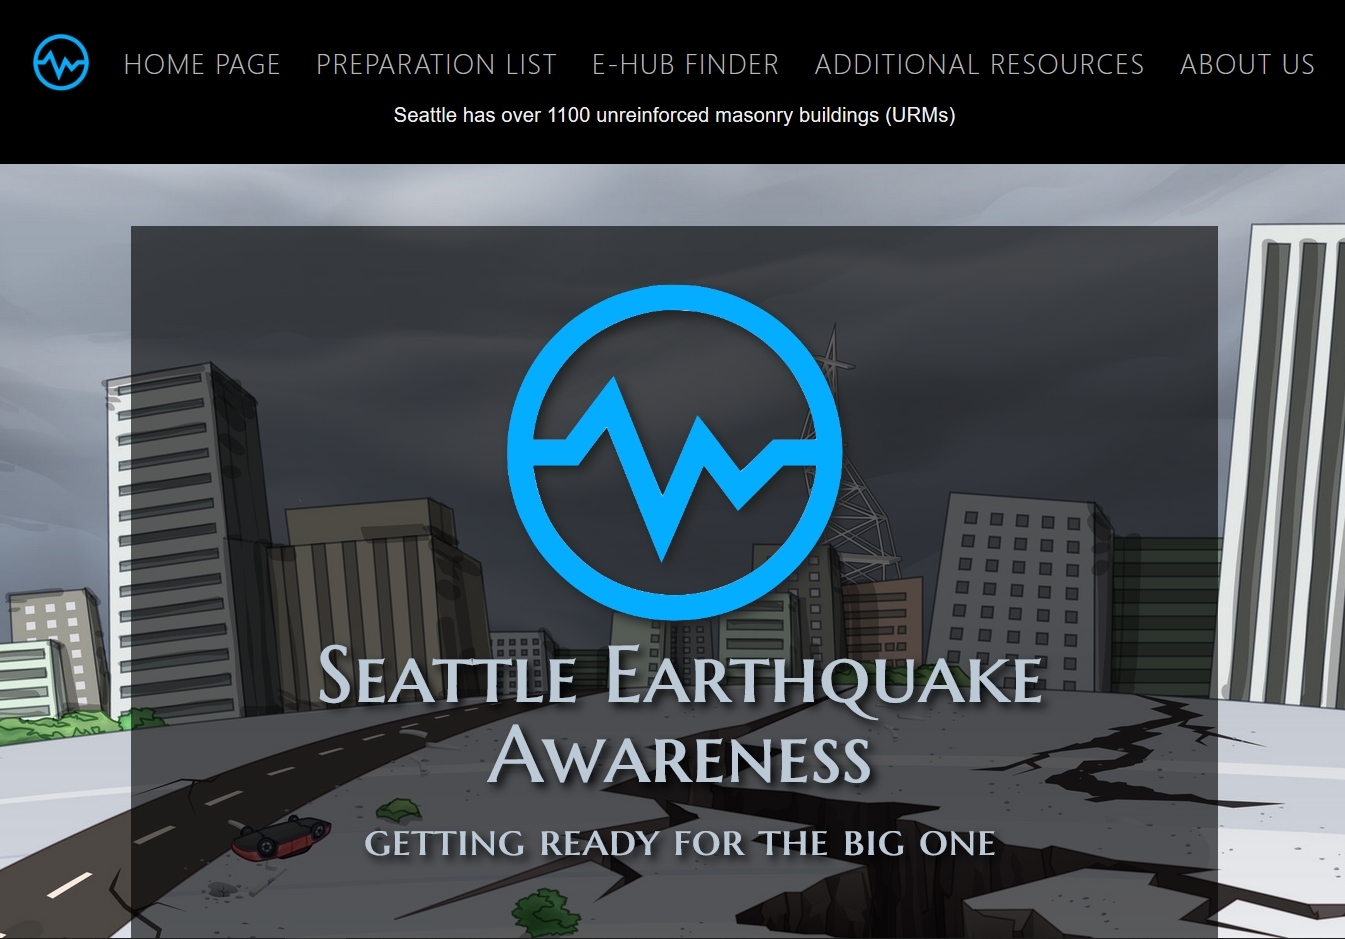 HOME PAGE PREPARATION LIST E-HUB FINDER ADDITIONAL RESOURCES ABOUT US
Seattle has over 1100 unreinforced masonry buildings (URMs)
Seattle Earthquake
Awareness
getting ready for the big one